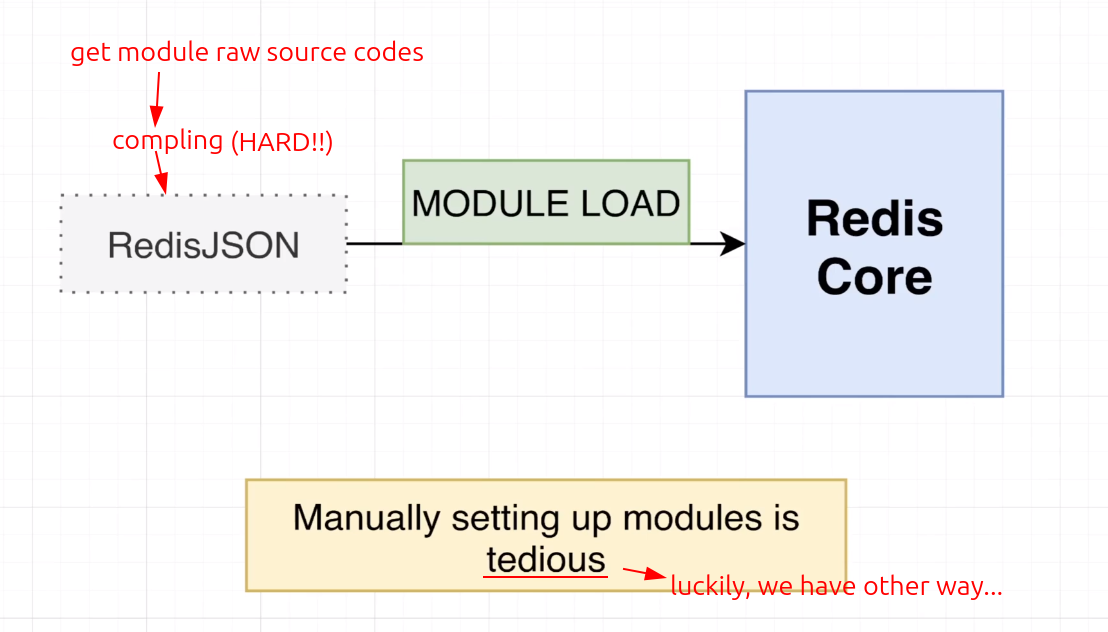 get module raw source codes
compling (HARD!!)
MODULE LOAD
RedisJSON
Redis
Core
Manually setting up modules is
tedious
luckily, we have other way...